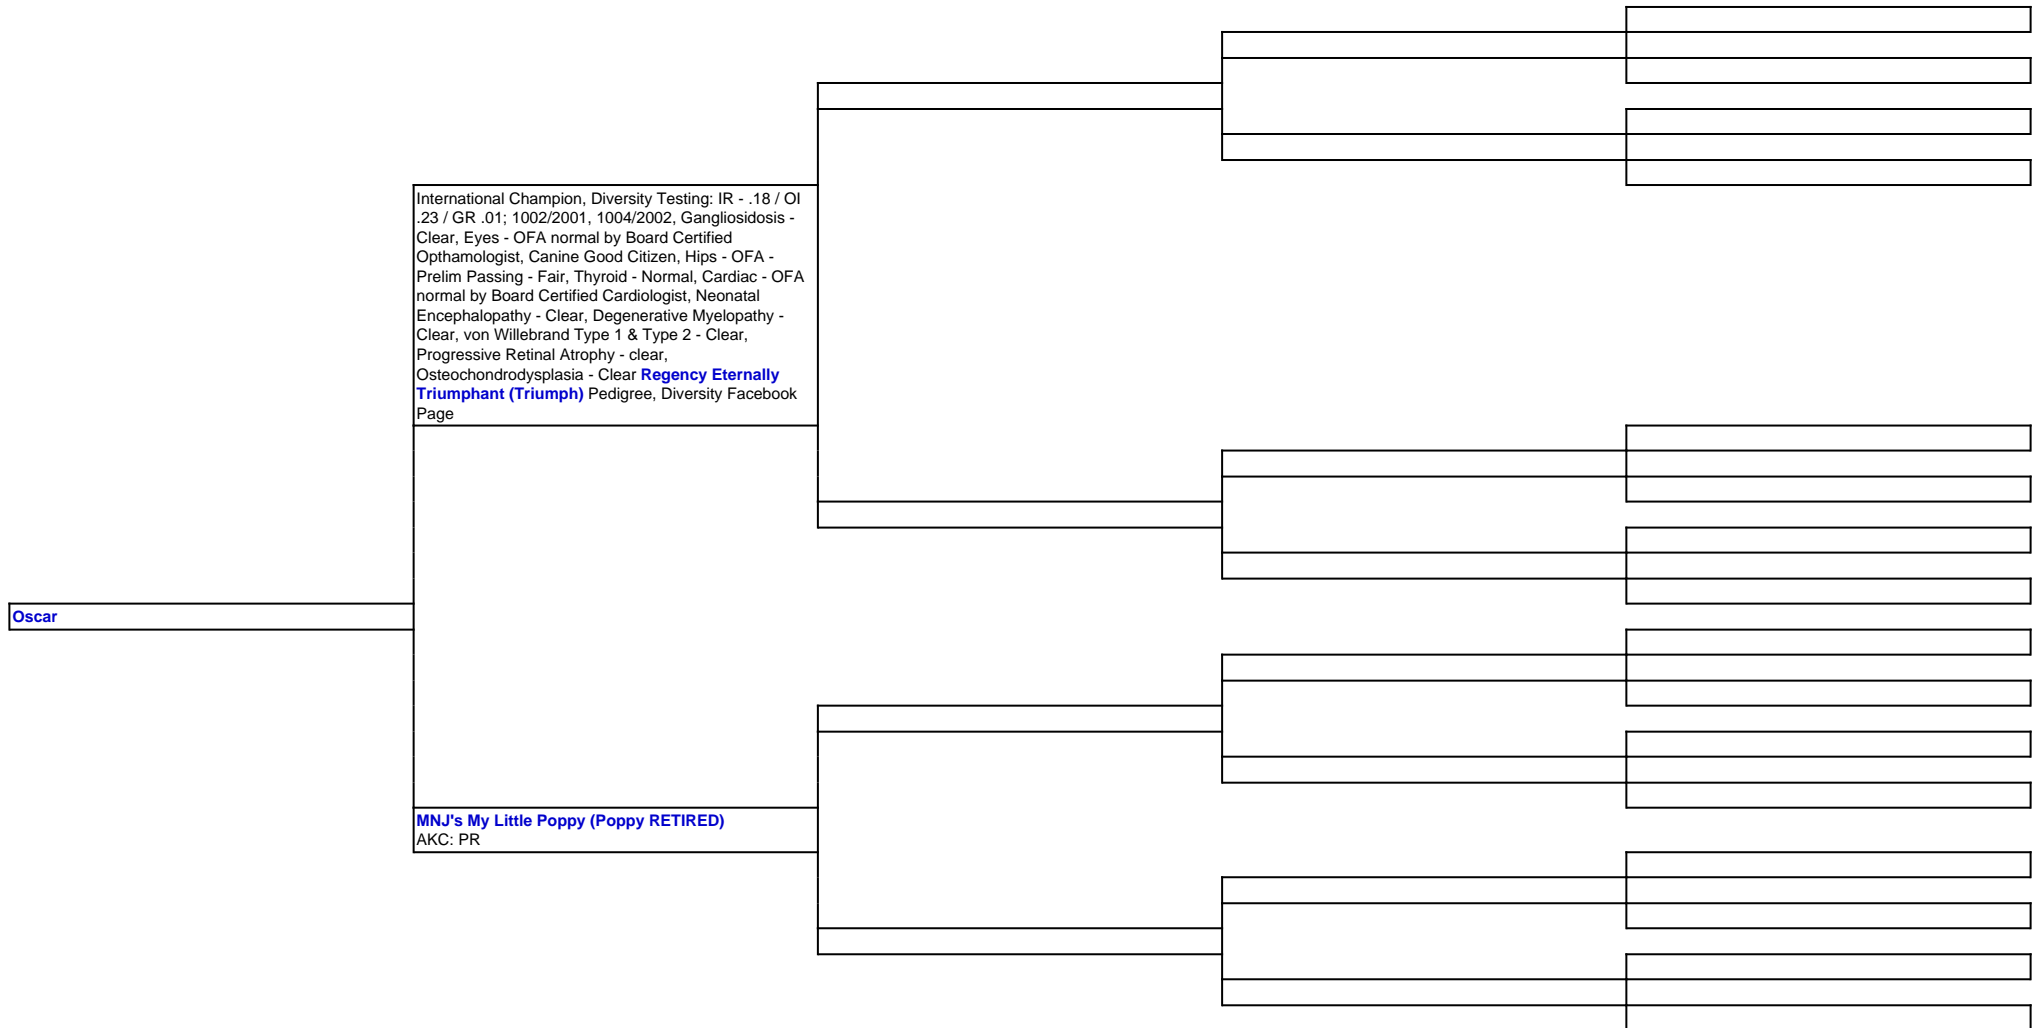 International Champion, Diversity Testing: IR - .18 / OI
.23 / GR .01; 1002/2001, 1004/2002, Gangliosidosis -
Clear, Eyes - OFA normal by Board Certified
Opthamologist, Canine Good Citizen, Hips - OFA -
Prelim Passing - Fair, Thyroid - Normal, Cardiac - OFA
normal by Board Certified Cardiologist, Neonatal
Encephalopathy - Clear, Degenerative Myelopathy -
Clear, von Willebrand Type 1 & Type 2 - Clear,
Progressive Retinal Atrophy - clear,
Osteochondrodysplasia - Clear Regency Eternally
Triumphant (Triumph) Pedigree, Diversity Facebook
Page
Oscar
MNJ's My Little Poppy (Poppy RETIRED)
AKC: PR